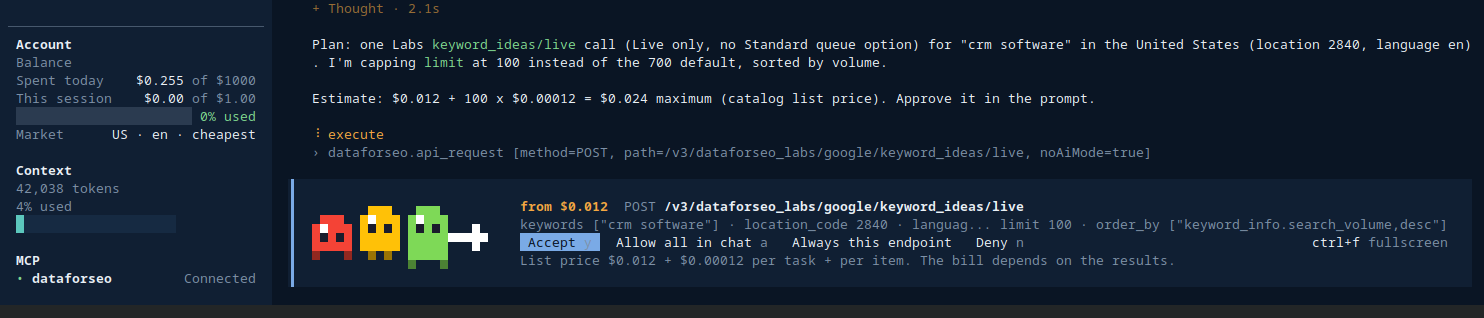 + Thought · 2.1s
Plan: one Labs keyword_ideas/live call (Live only, no Standard queue option) for "crm software" in the United States (location 2840, language en)
. I'm capping limit at 100 instead of the 700 default, sorted by volume.
Estimate: $0.012 + 100 x $0.00012 = $0.024 maximum (catalog list price). Approve it in the prompt.
execute
› dataforseo.api_request [method=POST, path=/v3/dataforseo_labs/google/keyword_ideas/live, noAiMode=true]
from $0.012 POST /v3/dataforseo_labs/google/keyword_ideas/live
keywords ["crm software"] · location_code 2840 · languag... limit 100 · order_by ["keyword_info.search_volume,desc"]
Accept y Allow all in chat a Always this endpoint Deny n ctrl+f fullscreen
List price $0.012 + $0.00012 per task + per item. The bill depends on the results.
Account
Balance
Spent today $0.255 of $1000
This session $0.00 of $1.00
0% used
Market US · en · cheapest
Context
42,038 tokens
4% used
MCP
• dataforseo Connected